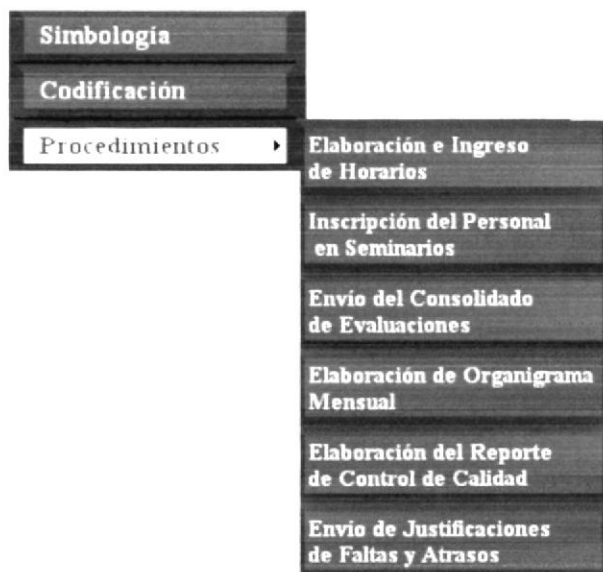 Simbología
Codificación
Procedimientos
Elaboración e Ingreso
de Horarios
Inscripción del Personal
en Seminarios
Envío del Consolidado
de Evaluaciones
Elaboración de Organigrama
Mensual
Elaboración del Reporte
de Control de Calidad
Envío de Justificaciones
de Faltas y Atrasos